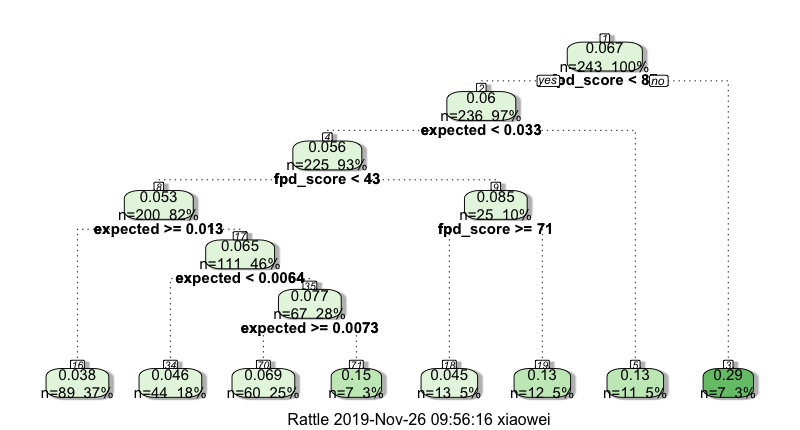 1
0.067
n=243 100%
yes fpd_score < 8 no
2
0.06
n=236 97%
expected < 0.033
4
0.056
n=225 93%
fpd_score < 43
8
0.053
n=200 82%
expected >= 0.013
9
0.085
n=25 10%
fpd_score >= 71
17
0.065
n=111 46%
expected < 0.0064
35
0.077
n=67 28%
expected >= 0.0073
16
0.038
n=89 37%
34
0.046
n=44 18%
70
0.069
n=60 25%
71
0.15
n=7 3%
18
0.045
n=13 5%
19
0.13
n=12 5%
5
0.13
n=11 5%
3
0.29
n=7 3%
Rattle 2019-Nov-26 09:56:16 xiaowei